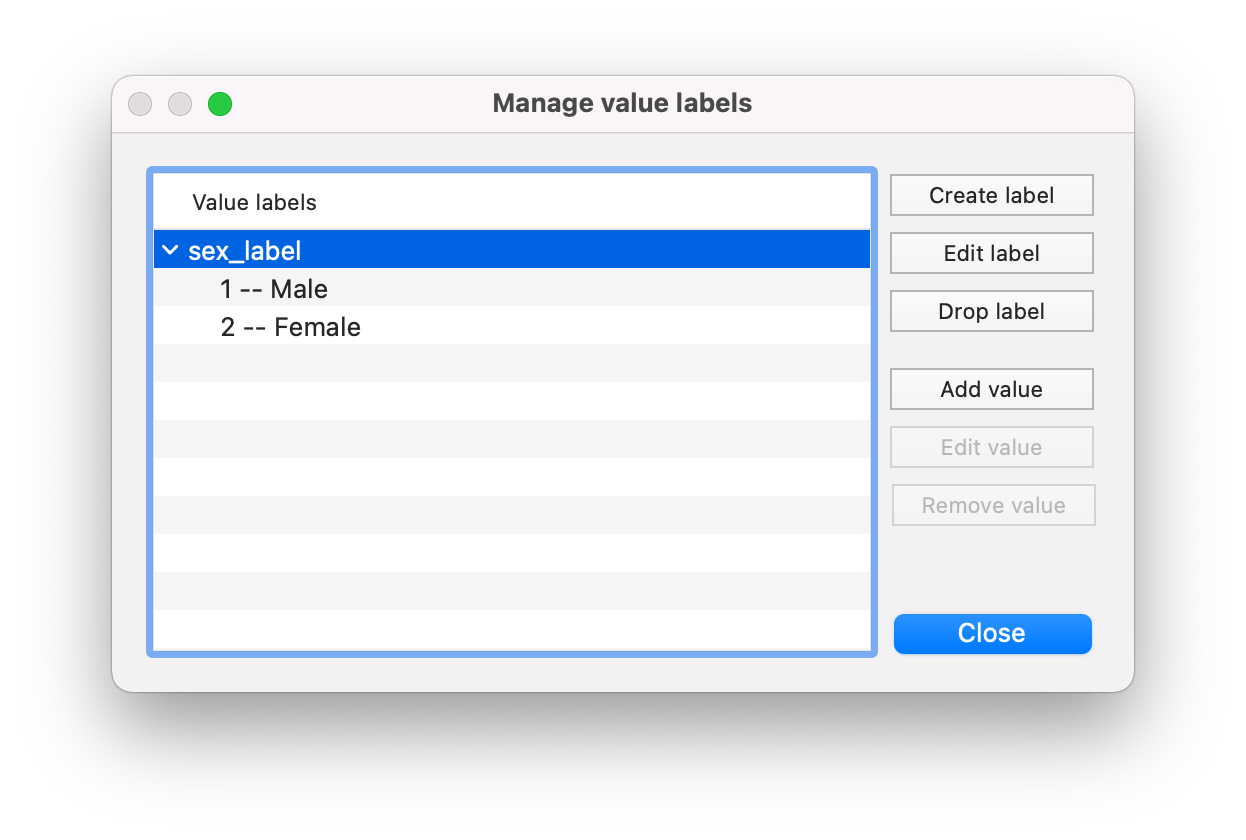 Manage value labels
Value labels
sex_label
1 -- Male
2 -- Female
Create label
Edit label
Drop label
Add value
Edit value
Remove value
Close